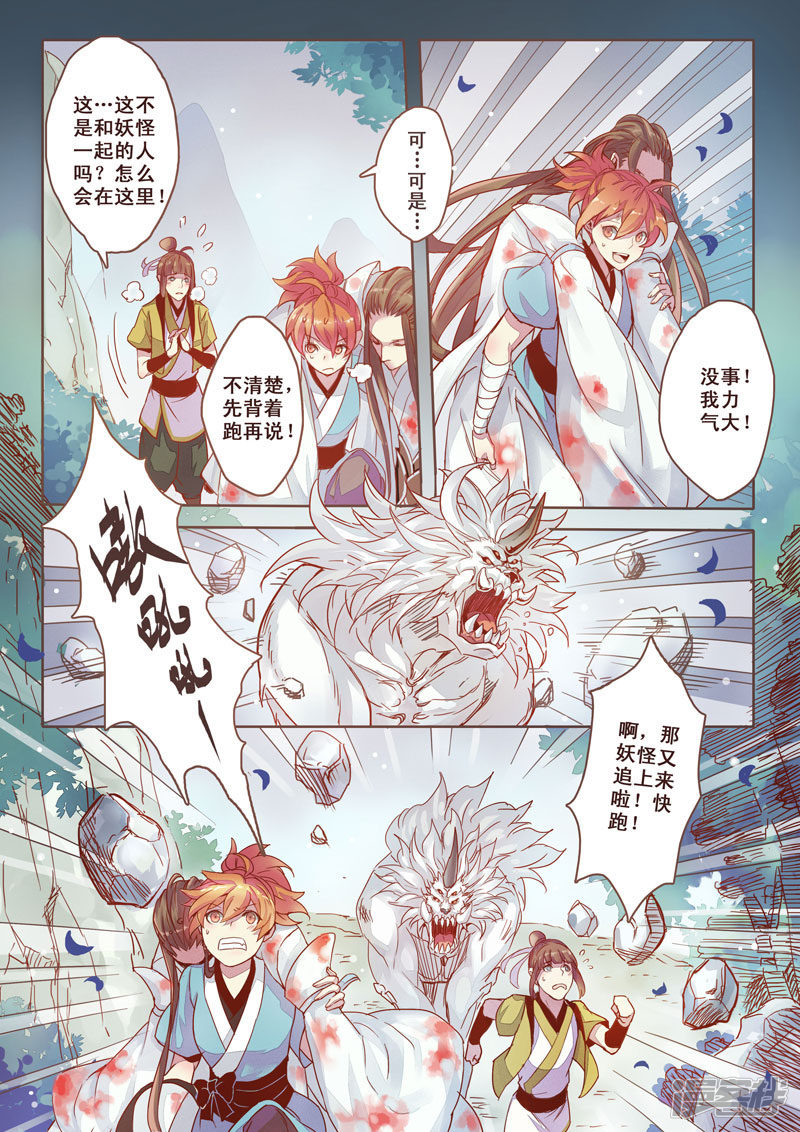 这…这不
是和妖怪
一起的人
吗？怎么
会在这里！
不清楚，
先背着
跑再说！
可…可是…
没事！
我力
气大！
嗷吼吼！
啊，那
妖怪又
追上来
啦！快
跑！